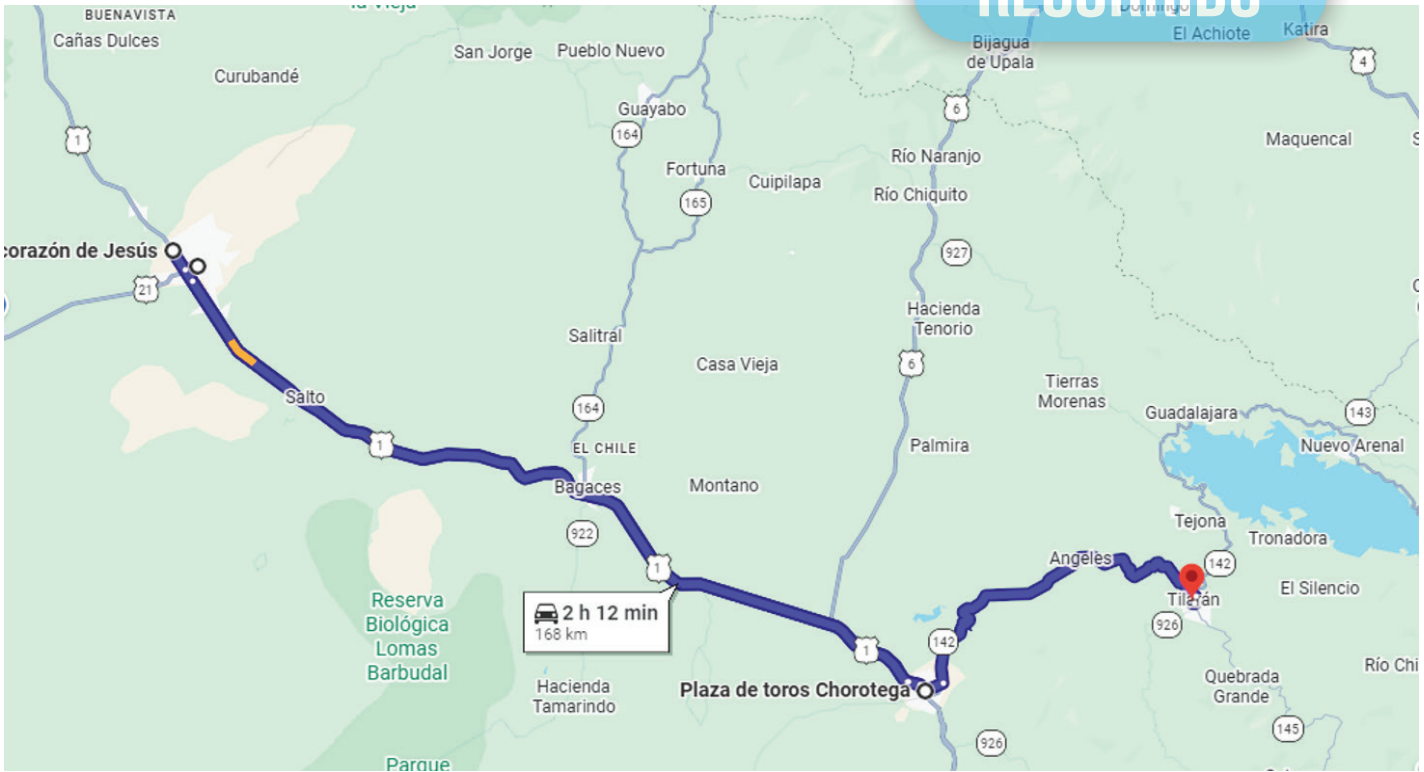 RECORRIDO
BUENAVISTA
Cañas Dulces
Curubandé
San Jorge
Pueblo Nuevo
Bijagua
de Upala
El Achiote
Katira
4
1
6
Guayabo
164
Maquencal
Fortuna
Cuipilapa
Río Naranjo
Río Chiquito
165
corazón de Jesús
927
21
Hacienda
Tenorio
Salitral
Casa Vieja
6
Tierras
Morenas
Salto
164
Guadalajara
143
1
EL CHILE
Palmira
Nuevo Arenal
Bagaces
Montano
922
Tejona
Tronadora
Angeles
142
1
El Silencio
Tilarán
2 h 12 min
168 km
Reserva
Biológica
Lomas
Barbudal
926
142
1
Río Chi
Plaza de toros Chorotega
Hacienda
Tamarindo
Quebrada
Grande
145
926
Parque